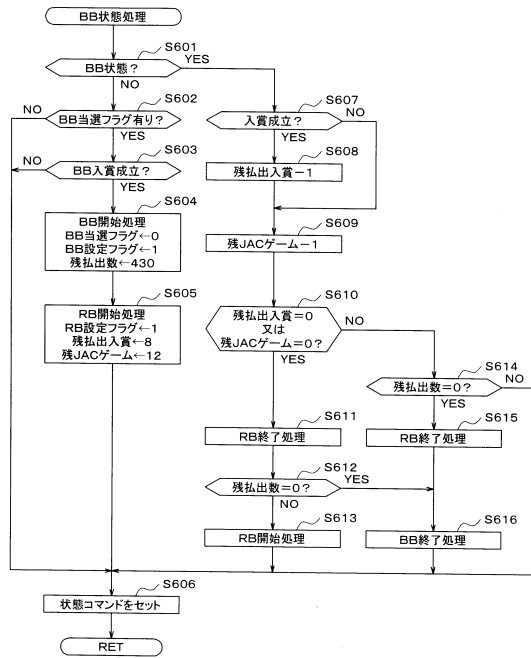 BB状態処理
S601
BB状態?
YES
NO
S602
NO
BB当選フラグ有り?
YES
S603
NO
BB入賞成立?
YES
S604
BB開始処理
BB当選フラグ←0
BB設定フラグ←1
残払出数←430
S605
RB開始処理
RB設定フラグ←1
残払出入賞←8
残JACゲーム←12
S607
入賞成立?
NO
YES
S608
残払出入賞−1
S609
残JACゲーム−1
S610
残払出入賞=0
又は
残JACゲーム=0?
NO
YES
S614
残払出数=0?
NO
YES
S611
RB終了処理
S615
RB終了処理
S612
残払出数=0?
YES
NO
S613
RB開始処理
S616
BB終了処理
S606
状態コマンドをセット
RET